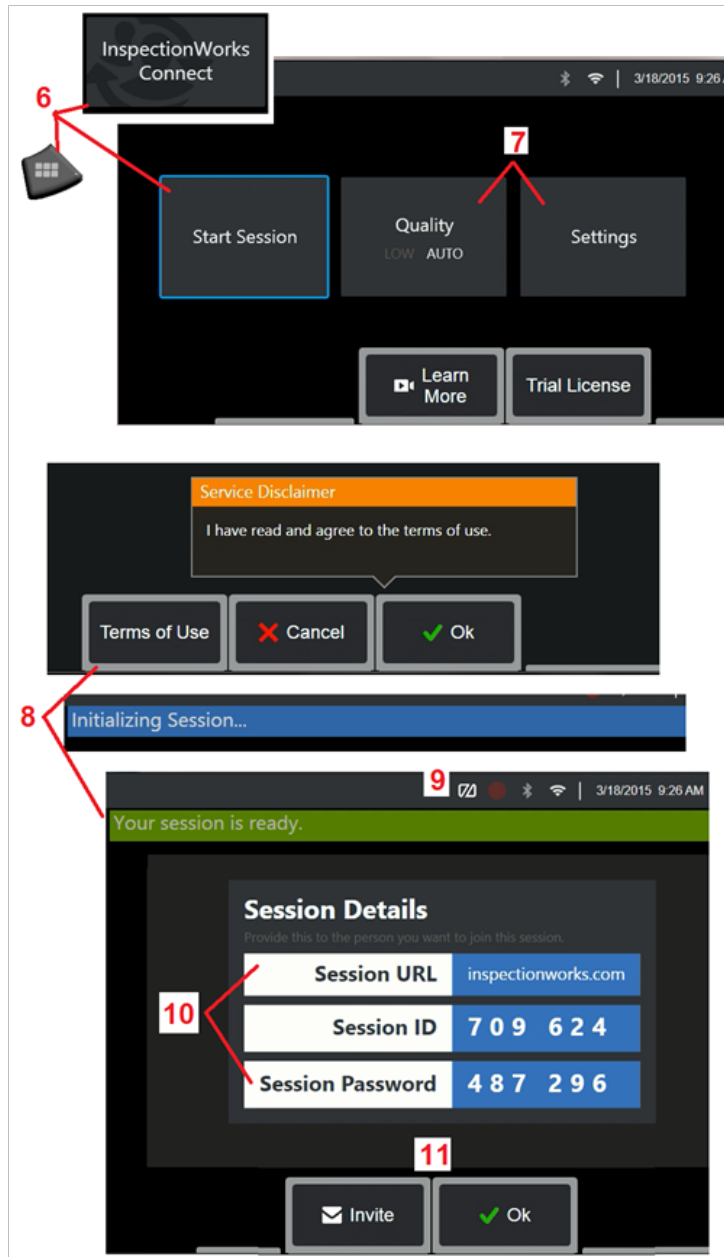 InspectionWorks
Connect
6
3/18/2015 9:26
7
Start Session
Quality
LOW AUTO
Settings
Learn
More
Trial License
Service Disclaimer
I have read and agree to the terms of use.
Terms of Use
Cancel
Ok
8
Initializing Session...
9
3/18/2015 9:26 AM
Your session is ready.
Session Details
Provide this to the person you want to join this session.
Session URL inspectionworks.com
10
Session ID 709 624
Session Password 487 296
11
Invite
Ok